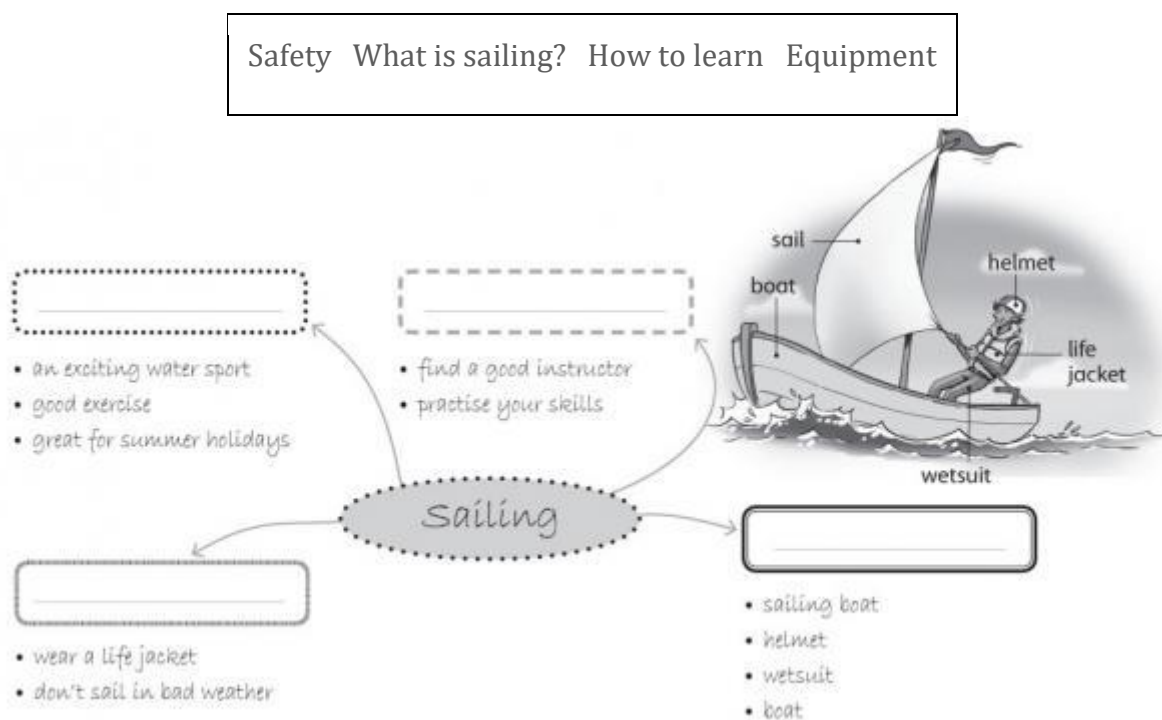 Safety What is sailing? How to learn Equipment
sail
helmet
boat
life
jacket
wetsuit
• an exciting water sport
• good exercise
• great for summer holidays
• find a good instructor
• practise your skills
Sailing
• wear a life jacket
• don't sail in bad weather
• sailing boat
• helmet
• wetsuit
• boat